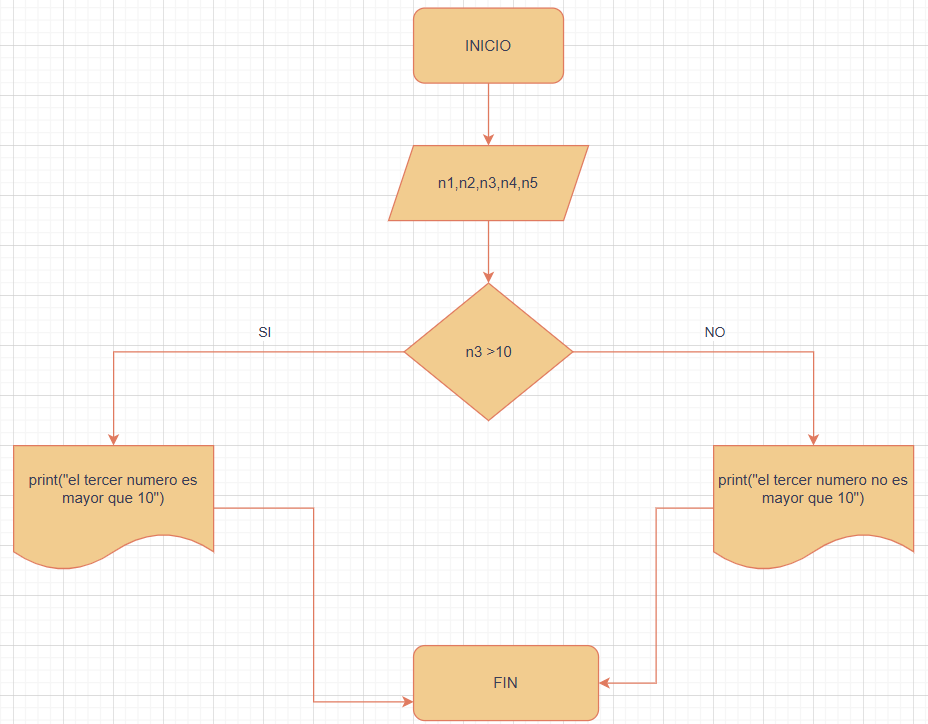 INICIO
n1,n2,n3,n4,n5
n3 >10
SI
NO
print("el tercer numero es
mayor que 10")
print("el tercer numero no es
mayor que 10")
FIN